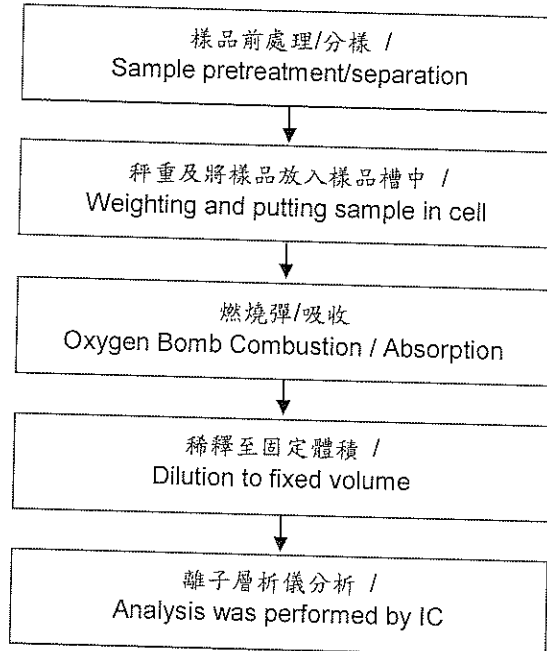 樣品前處理/分樣 /
Sample pretreatment/separation
秤重及將樣品放入樣品槽中 /
Weighting and putting sample in cell
燃燒彈/吸收
Oxygen Bomb Combustion / Absorption
稀釋至固定體積 /
Dilution to fixed volume
離子層析儀分析 /
Analysis was performed by IC